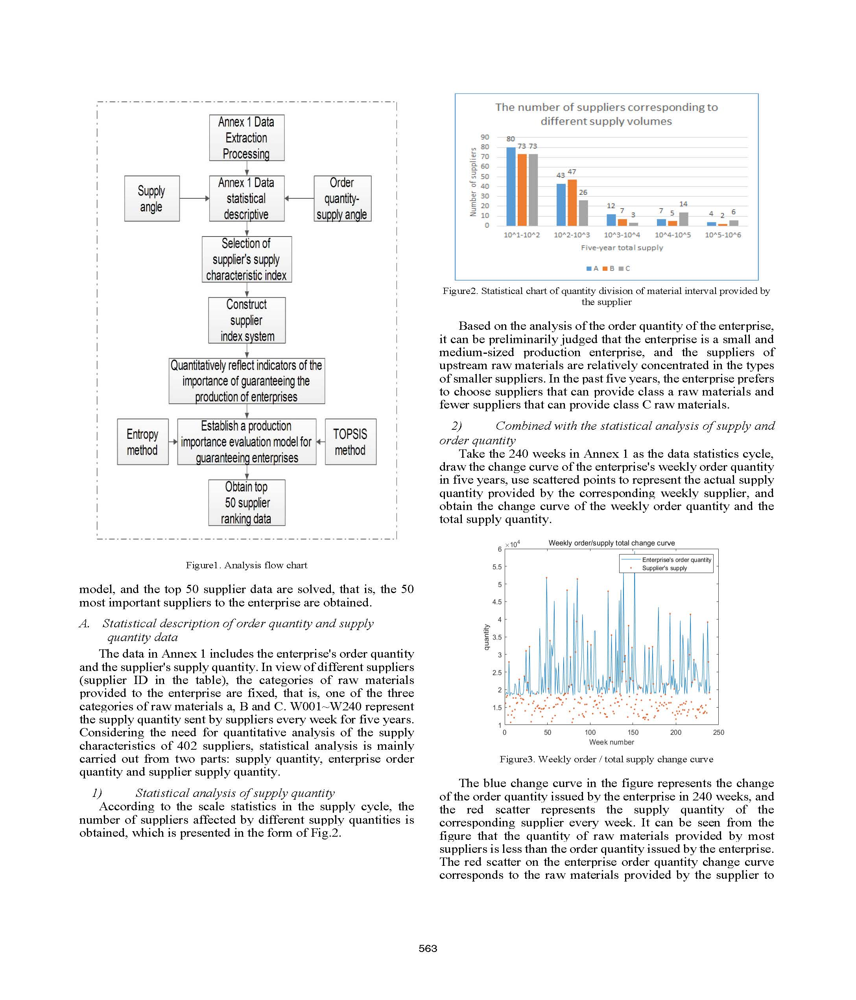 Annex 1 Data
Extraction
Processing
Supply
angle
Annex 1 Data
statistical
descriptive
Order
quantity-
supply angle
Selection of
supplier's supply
characteristic index
Construct
supplier
index system
Quantitatively reflect indicators of the
importance of guaranteeing the
production of enterprises
Entropy
method
Establish a production
importance evaluation model for
guaranteeing enterprises
TOPSIS
method
Obtain top
50 supplier
ranking data
Figure1. Analysis flow chart
model, and the top 50 supplier data are solved, that is, the 50
most important suppliers to the enterprise are obtained.
A. Statistical description of order quantity and supply
quantity data
The data in Annex 1 includes the enterprise's order quantity
and the supplier's supply quantity. In view of different suppliers
(supplier ID in the table), the categories of raw materials
provided to the enterprise are fixed, that is, one of the three
categories of raw materials a, B and C. W001~W240 represent
the supply quantity sent by suppliers every week for five years.
Considering the need for quantitative analysis of the supply
characteristics of 402 suppliers, statistical analysis is mainly
carried out from two parts: supply quantity, enterprise order
quantity and supplier supply quantity.
1) Statistical analysis of supply quantity
According to the scale statistics in the supply cycle, the
number of suppliers affected by different supply quantities is
obtained, which is presented in the form of Fig.2.
The number of suppliers corresponding to
different supply volumes
Number of suppliers
90
80
70
60
50
40
30
20
10
0
80 73 73
43 47 26
12 7 3
7 5 14
4 2 6
10^1-10^2 10^2-10^3 10^3-10^4 10^4-10^5 10^5-10^6
Five-year total supply
A B C
Figure2. Statistical chart of quantity division of material interval provided by
the supplier
Based on the analysis of the order quantity of the enterprise,
it can be preliminarily judged that the enterprise is a small and
medium-sized production enterprise, and the suppliers of
upstream raw materials are relatively concentrated in the types
of smaller suppliers. In the past five years, the enterprise prefers
to choose suppliers that can provide class a raw materials and
fewer suppliers that can provide class C raw materials.
2) Combined with the statistical analysis of supply and
order quantity
Take the 240 weeks in Annex 1 as the data statistics cycle,
draw the change curve of the enterprise's weekly order quantity
in five years, use scattered points to represent the actual supply
quantity provided by the corresponding weekly supplier, and
obtain the change curve of the weekly order quantity and the
total supply quantity.
×10⁴ Weekly order/supply total change curve
Enterprise's order quantity
Supplier's supply
quantity
6
5.5
5
4.5
4
3.5
3
2.5
2
1.5
1
0 50 100 150 200 250
Week number
Figure3. Weekly order / total supply change curve
The blue change curve in the figure represents the change
of the order quantity issued by the enterprise in 240 weeks, and
the red scatter represents the supply quantity of the
corresponding supplier every week. It can be seen from the
figure that the quantity of raw materials provided by most
suppliers is less than the order quantity issued by the enterprise.
The red scatter on the enterprise order quantity change curve
corresponds to the raw materials provided by the supplier to
563